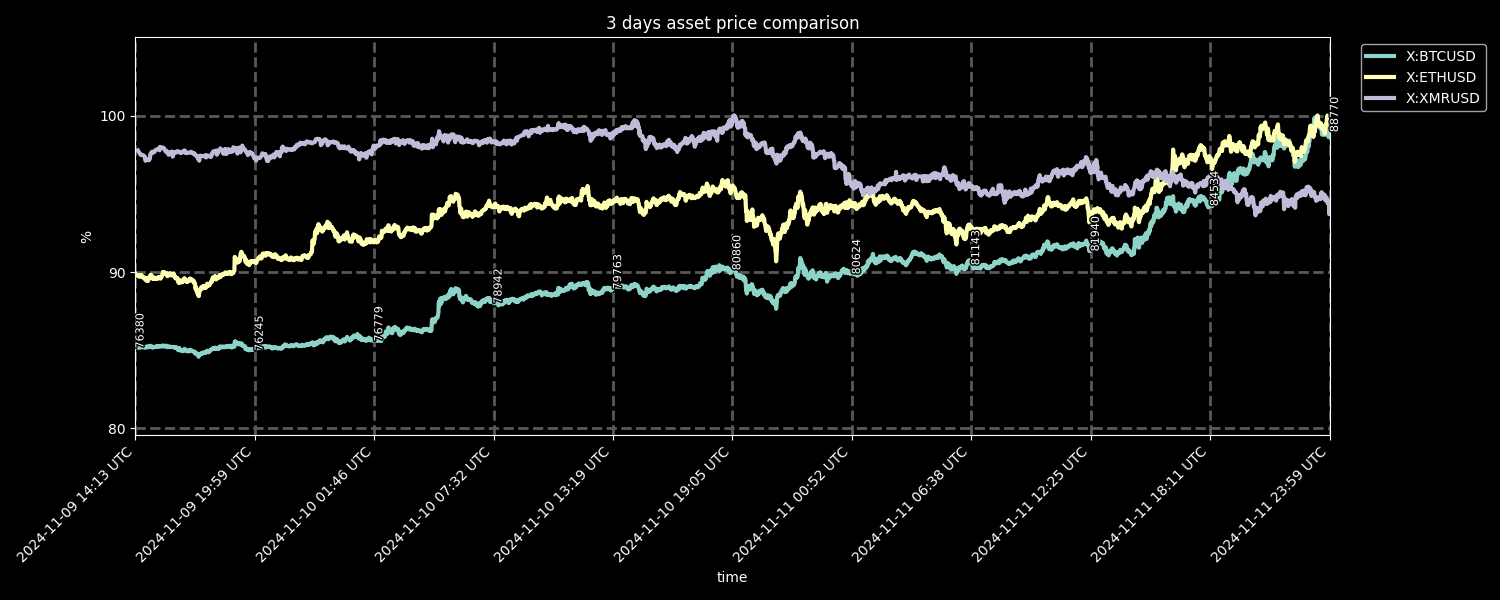 3 days asset price comparison
X:BTCUSD
X:ETHUSD
X:XMRUSD
%
100
90
80
76380
76245
76779
78942
79763
80860
80624
81143
81940
84534
88770
2024-11-09 14:13 UTC
2024-11-09 19:59 UTC
2024-11-10 01:46 UTC
2024-11-10 07:32 UTC
2024-11-10 13:19 UTC
2024-11-10 19:05 UTC
2024-11-11 00:52 UTC
2024-11-11 06:38 UTC
2024-11-11 12:25 UTC
2024-11-11 18:11 UTC
2024-11-11 23:59 UTC
time